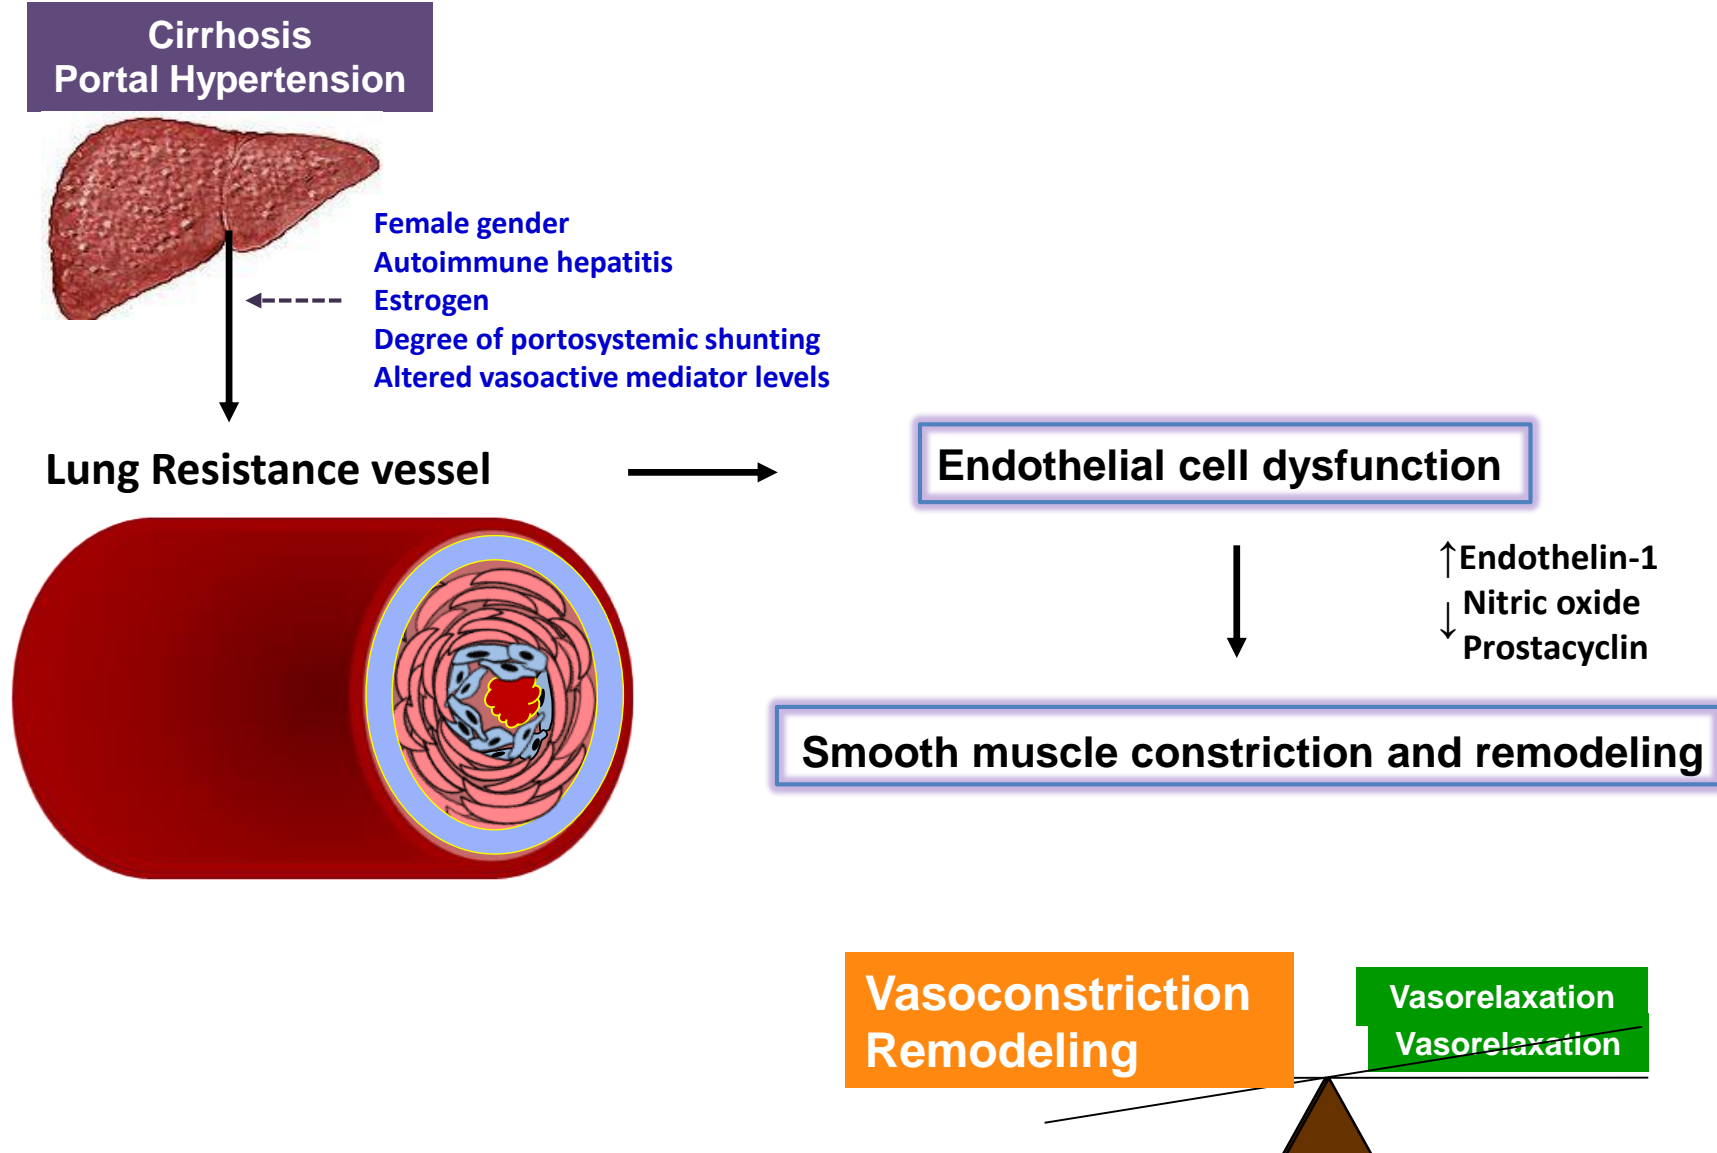 Cirrhosis
Portal Hypertension
Female gender
Autoimmune hepatitis
Estrogen
Degree of portosystemic shunting
Altered vasoactive mediator levels
Lung Resistance vessel
Endothelial cell dysfunction
↑Endothelin-1
↓ Nitric oxide
Prostacyclin
Smooth muscle constriction and remodeling
Vasoconstriction
Remodeling
Vasorelaxation
Vasorelaxation